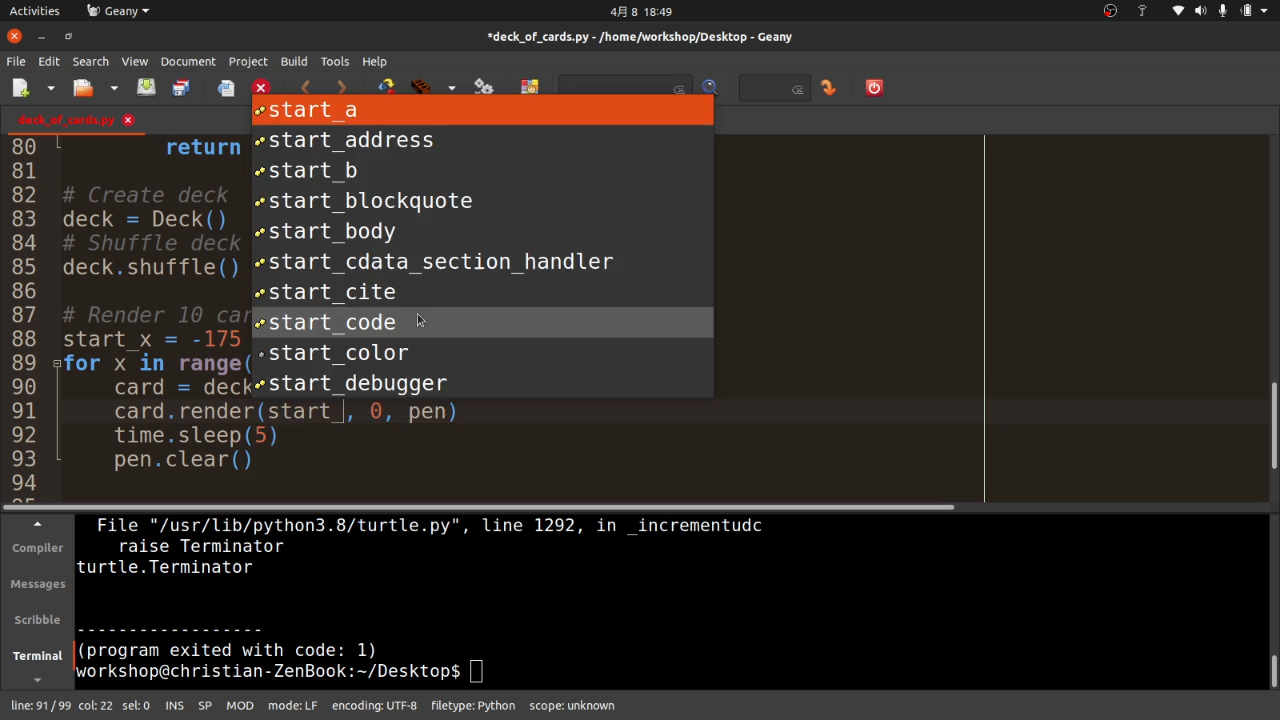 Activities Geany 4月 8 18:49
*deck_of_cards.py - /home/workshop/Desktop - Geany
File Edit Search View Document Project Build Tools Help
deck_of_cards.py
start_a
start_address
start_b
start_blockquote
start_body
start_cdata_section_handler
start_cite
start_code
start_color
start_debugger
80 return
81
82 # Create deck
83 deck = Deck()
84 # Shuffle deck
85 deck.shuffle()
86
87 # Render 10 car
88 start_x = -175
89 for x in range(
90 card = deck
91 card.render(start_, 0, pen)
92 time.sleep(5)
93 pen.clear()
94
Compiler
Messages
Scribble
Terminal
File "/usr/lib/python3.8/turtle.py", line 1292, in _incrementudc
raise Terminator
turtle.Terminator
------------------
(program exited with code: 1)
workshop@christian-ZenBook:~/Desktop$
line: 91 / 99 col: 22 sel: 0 INS SP MOD mode: LF encoding: UTF-8 filetype: Python scope: unknown